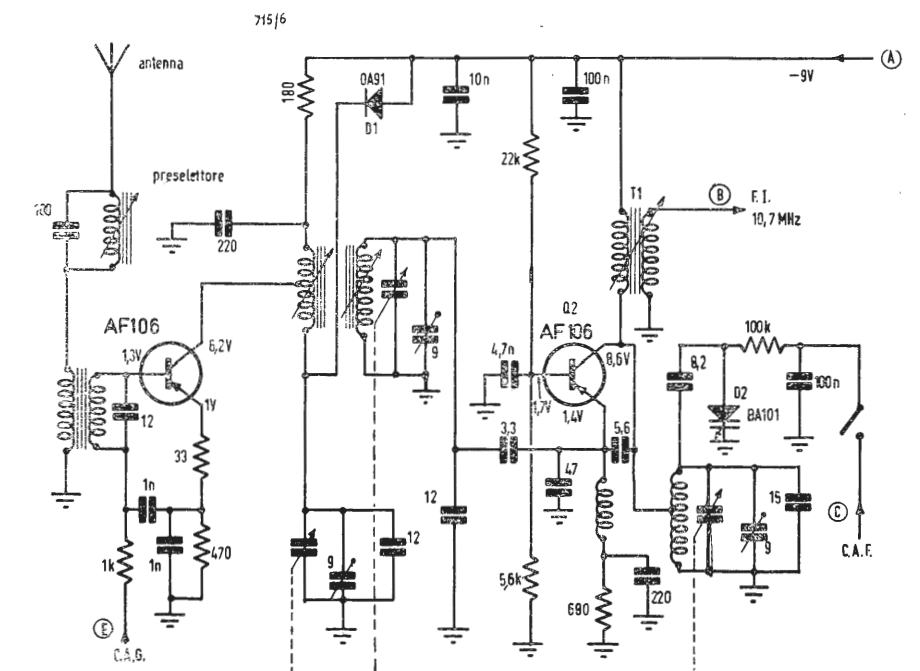 715/6
antenna
180
OA91
D1
10n
100n
−9V
A
22k
preselettore
100
220
T1
B
F. I.
10,7 MHz
AF106
6,2V
1,3V
1V
12
33
9
Q2
AF106
8,6V
4,7n
1,7V
1,4V
100k
8,2
D2
BA101
100n
3,3
5,6
47
1n
1n
470
1k
9
12
12
5,6k
690
220
15
9
C
C.A.F.
E
C.A.G.